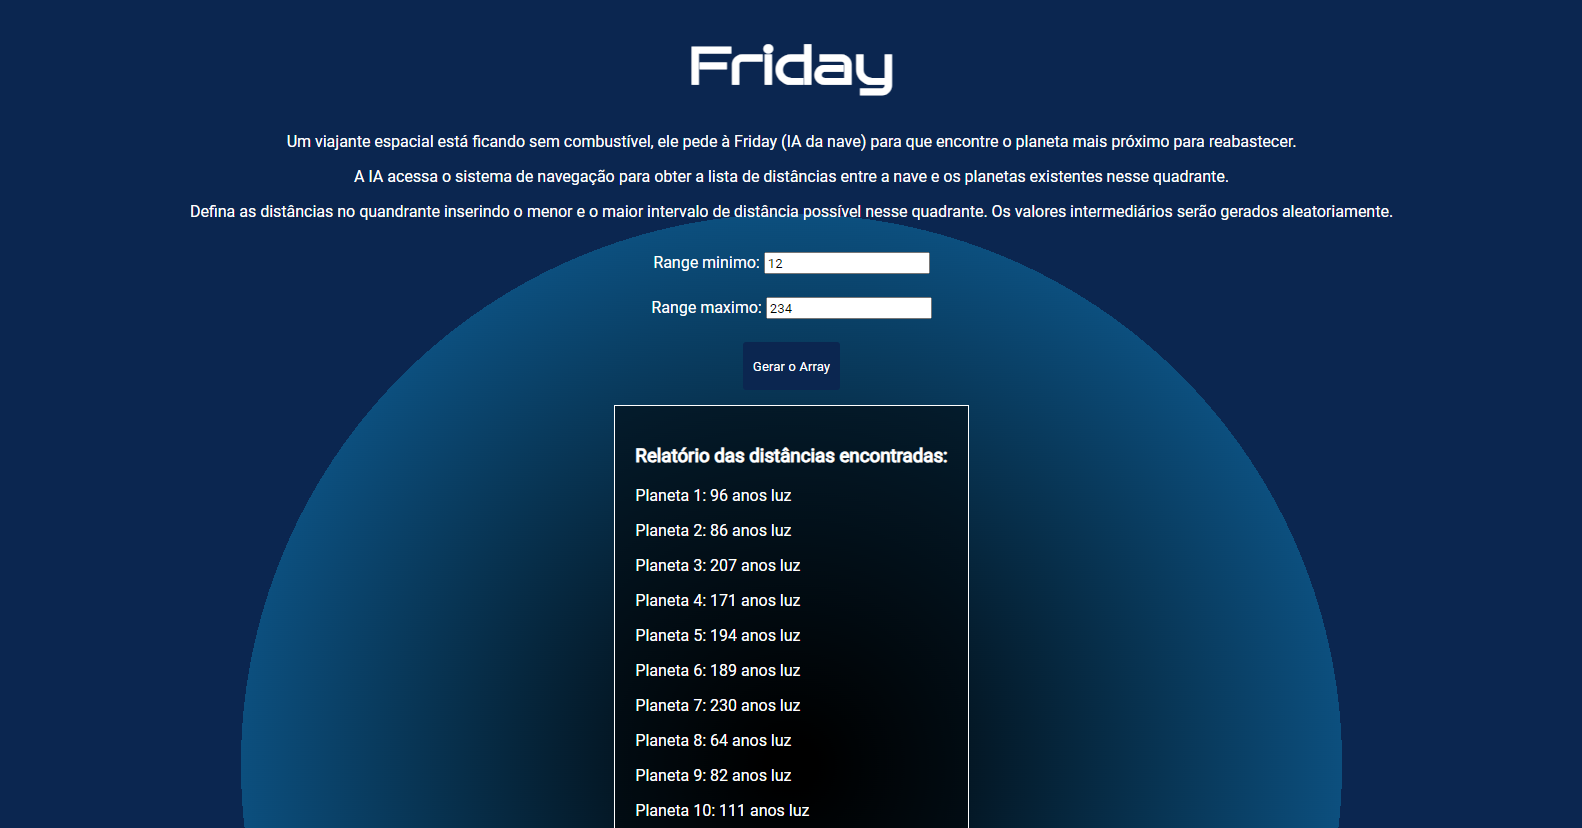 Friday
Um viajante espacial está ficando sem combustível, ele pede à Friday (IA da nave) para que encontre o planeta mais próximo para reabastecer.
A IA acessa o sistema de navegação para obter a lista de distâncias entre a nave e os planetas existentes nesse quadrante.
Defina as distâncias no quandrante inserindo o menor e o maior intervalo de distância possível nesse quadrante. Os valores intermediários serão gerados aleatoriamente.
Range minimo: 12
Range maximo: 234
Gerar o Array
Relatório das distâncias encontradas:
Planeta 1: 96 anos luz
Planeta 2: 86 anos luz
Planeta 3: 207 anos luz
Planeta 4: 171 anos luz
Planeta 5: 194 anos luz
Planeta 6: 189 anos luz
Planeta 7: 230 anos luz
Planeta 8: 64 anos luz
Planeta 9: 82 anos luz
Planeta 10: 111 anos luz